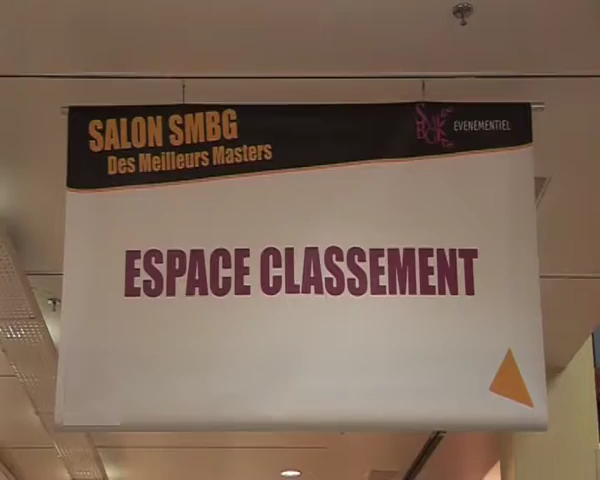 SALON SMBG
Des Meilleurs Masters
EVENEMENTIEL
ESPACE CLASSEMENT